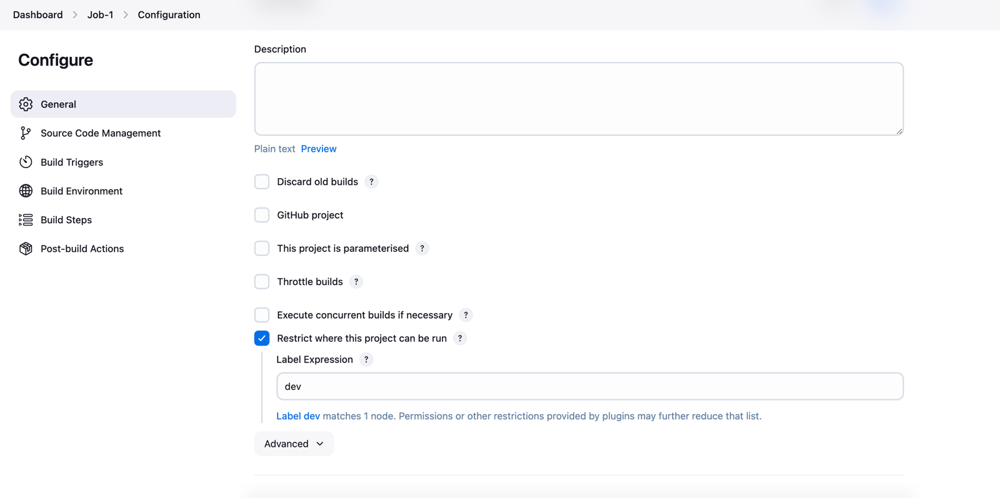 Dashboard > Job-1 > Configuration
Configure
General
Source Code Management
Build Triggers
Build Environment
Build Steps
Post-build Actions
Description
Plain text Preview
Discard old builds ?
GitHub project
This project is parameterised ?
Throttle builds ?
Execute concurrent builds if necessary ?
Restrict where this project can be run ?
Label Expression ?
dev
Label dev matches 1 node. Permissions or other restrictions provided by plugins may further reduce that list.
Advanced